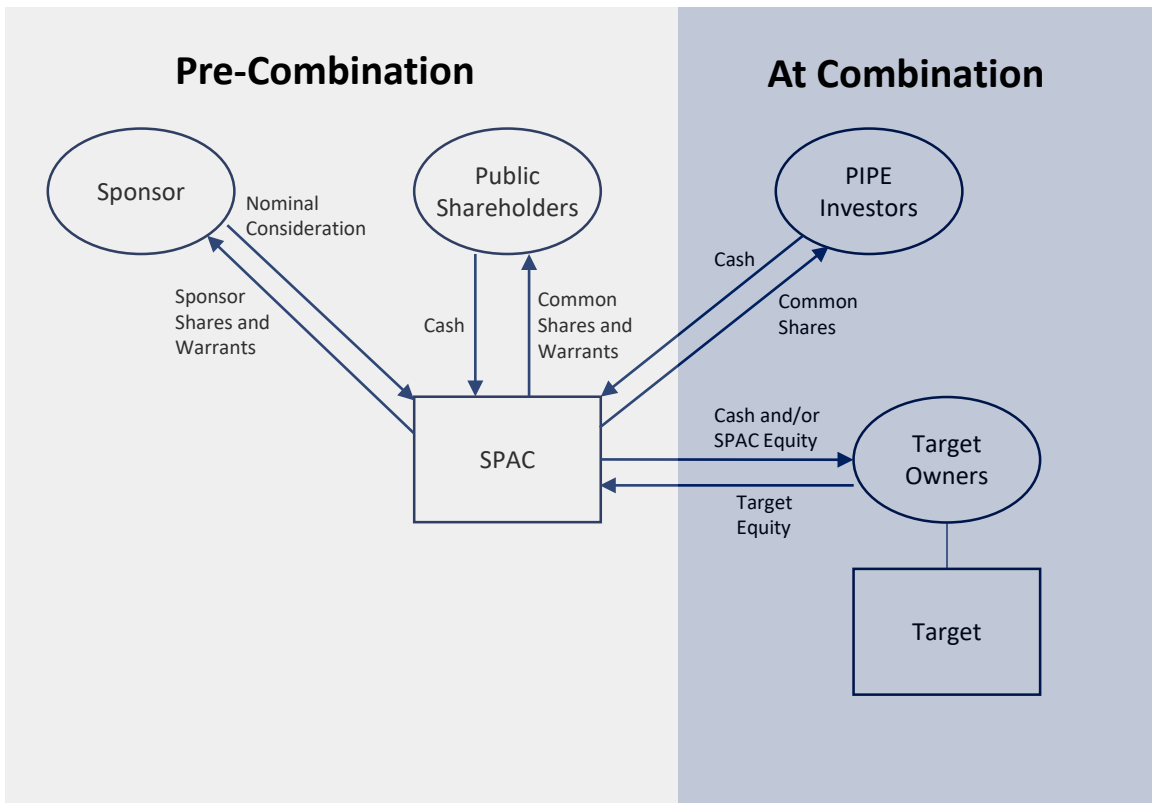 Pre-Combination
At Combination
Sponsor
Nominal
Consideration
Sponsor
Shares and
Warrants
Public
Shareholders
Cash
Common
Shares and
Warrants
PIPE
Investors
Cash
Common
Shares
SPAC
Cash and/or
SPAC Equity
Target
Equity
Target
Owners
Target